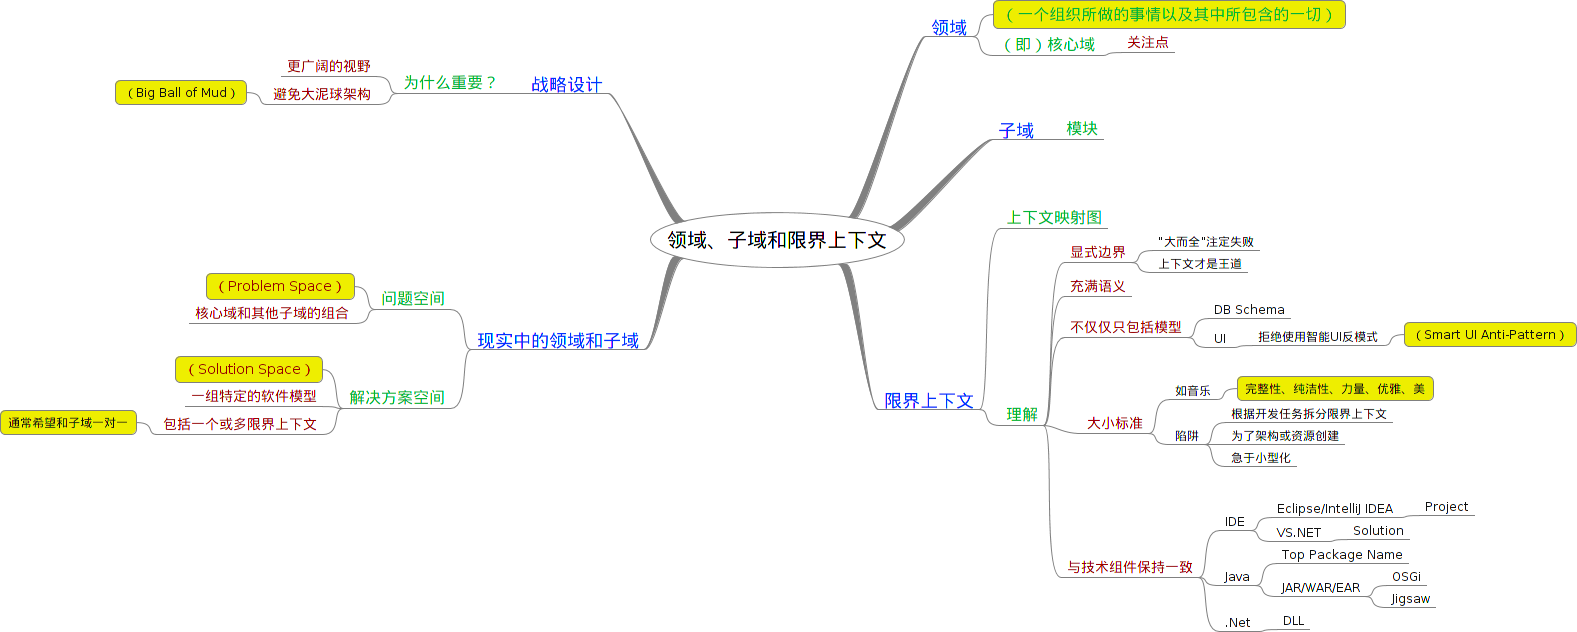 领域、子域和限界上下文
领域
（一个组织所做的事情以及其中所包含的一切）
（即）核心域
关注点
子域
模块
限界上下文
上下文映射图
理解
显式边界
"大而全"注定失败
上下文才是王道
充满语义
不仅仅只包括模型
DB Schema
UI
拒绝使用智能UI反模式
（Smart UI Anti-Pattern）
大小标准
如音乐
完整性、纯洁性、力量、优雅、美
陷阱
根据开发任务拆分限界上下文
为了架构或资源创建
急于小型化
与技术组件保持一致
IDE
Eclipse/IntelliJ IDEA
Project
VS.NET
Solution
Java
Top Package Name
JAR/WAR/EAR
OSGi
Jigsaw
.Net
DLL
战略设计
为什么重要？
更广阔的视野
避免大泥球架构
（Big Ball of Mud）
现实中的领域和子域
问题空间
（Problem Space）
核心域和其他子域的组合
解决方案空间
（Solution Space）
一组特定的软件模型
包括一个或多限界上下文
通常希望和子域一对一